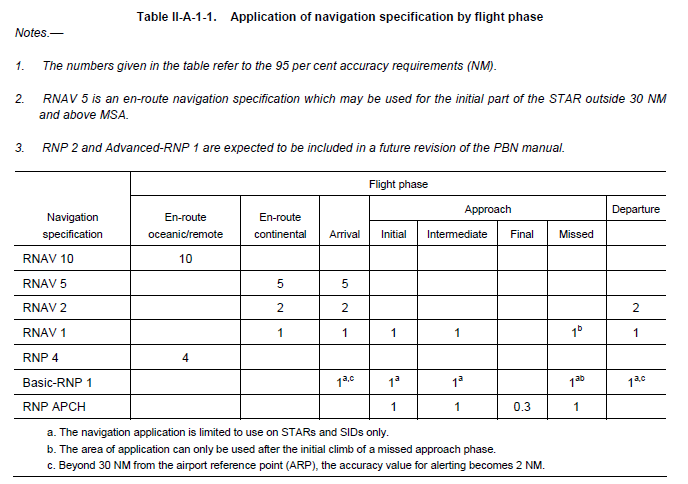 Table II-A-1-1. Application of navigation specification by flight phase
Notes.—
1. The numbers given in the table refer to the 95 per cent accuracy requirements (NM).
2. RNAV 5 is an en-route navigation specification which may be used for the initial part of the STAR outside 30 NM
and above MSA.
3. RNP 2 and Advanced-RNP 1 are expected to be included in a future revision of the PBN manual.
Flight phase
Navigation specification En-route oceanic/remote En-route continental Arrival Approach Departure
Initial Intermediate Final Missed
RNAV 10 10
RNAV 5 5 5
RNAV 2 2 2 2
RNAV 1 1 1 1 1 1b 1
RNP 4 4
Basic-RNP 1 1a,c 1a 1a 1ab 1a,c
RNP APCH 1 1 0.3 1
a. The navigation application is limited to use on STARs and SIDs only.
b. The area of application can only be used after the initial climb of a missed approach phase.
c. Beyond 30 NM from the airport reference point (ARP), the accuracy value for alerting becomes 2 NM.